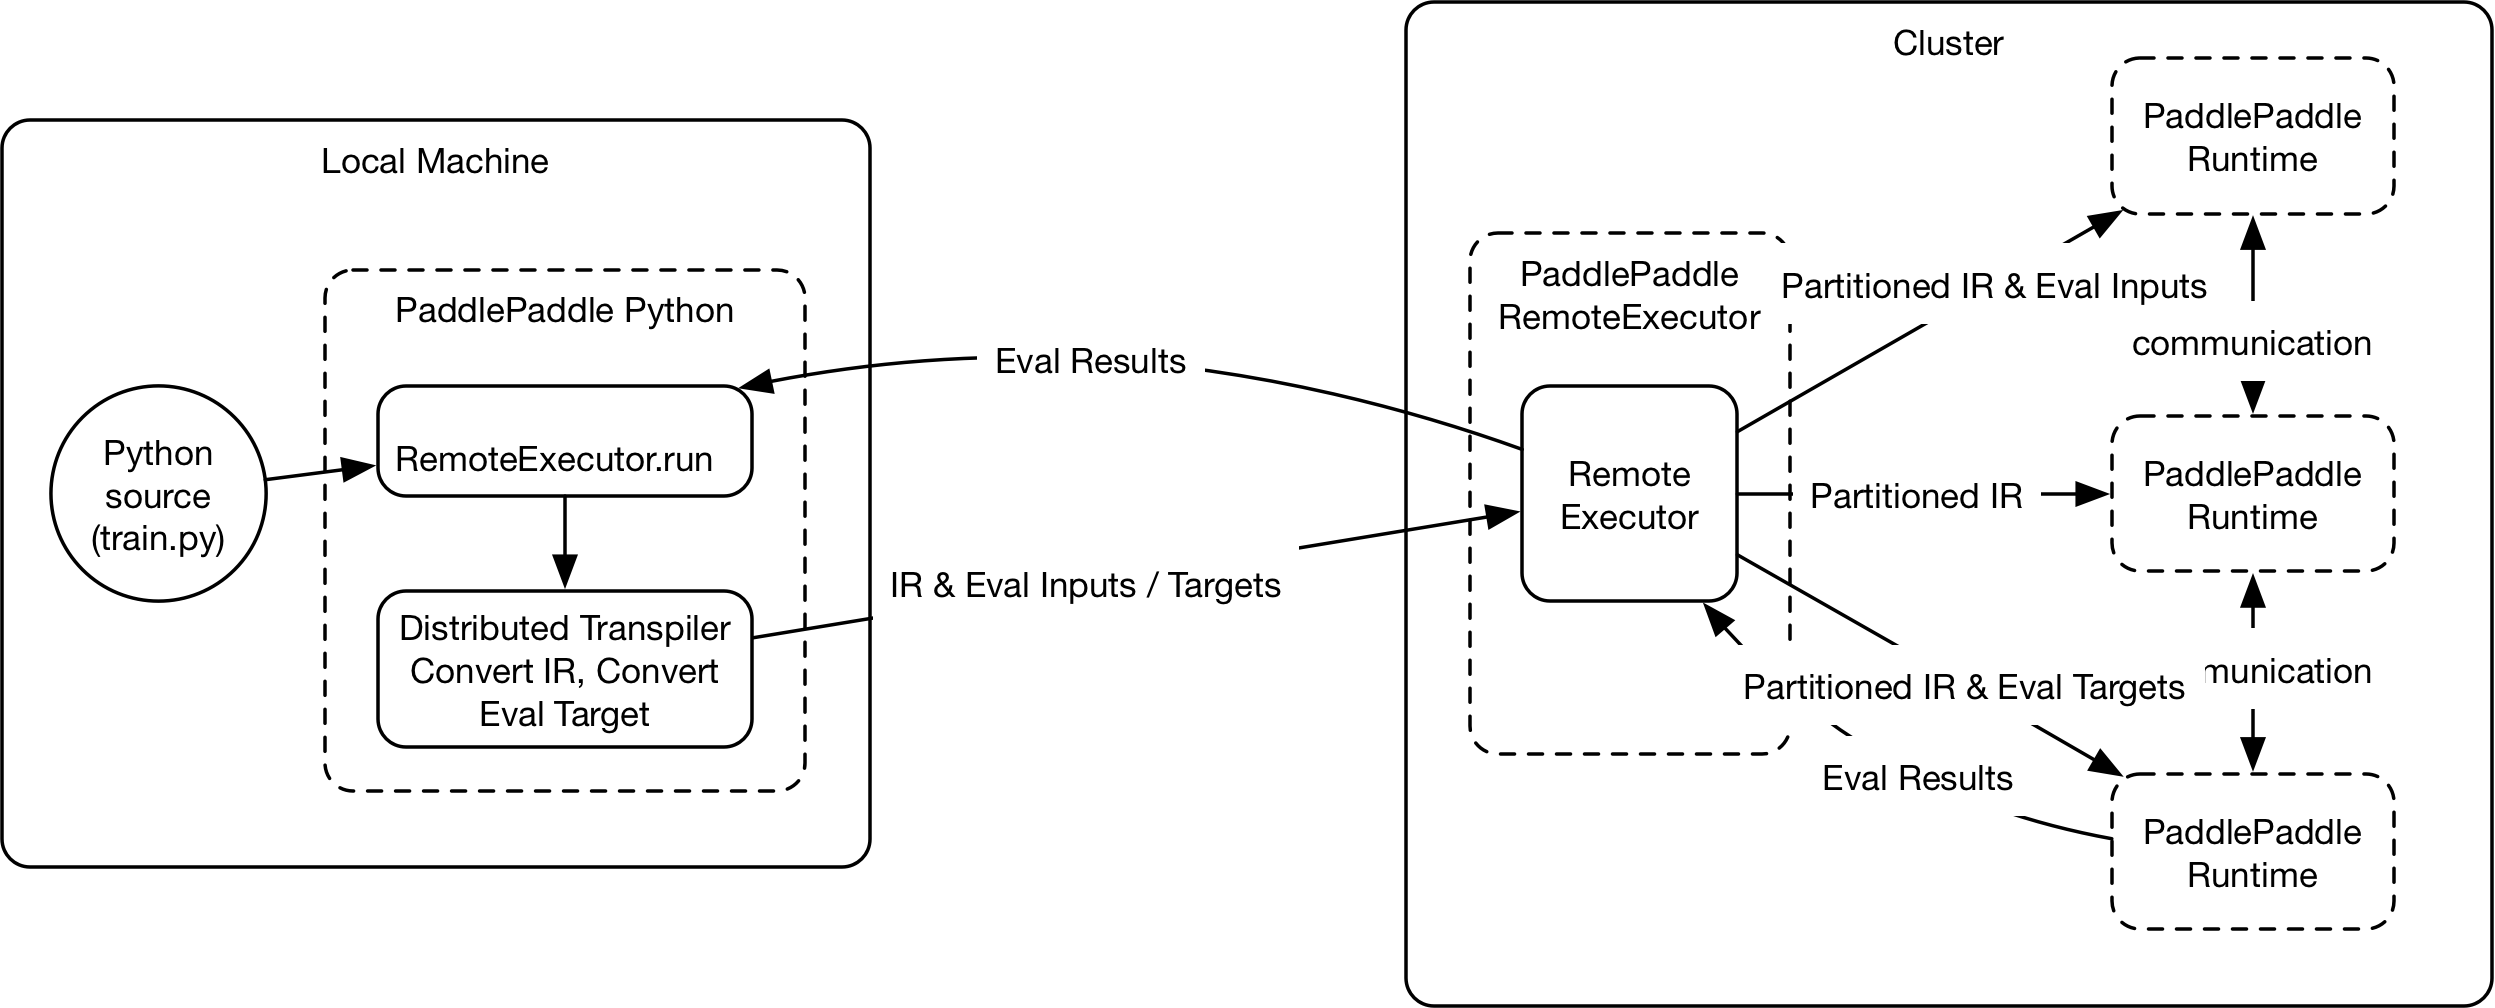 Cluster
PaddlePaddle
Runtime
Local Machine
PaddlePaddle
RemoteExecutor
Partitioned IR & Eval Inputs
PaddlePaddle Python
communication
Eval Results
RemoteExecutor.run
Python
source
(train.py)
Remote
Executor
Partitioned IR
PaddlePaddle
Runtime
IR & Eval Inputs / Targets
Distributed Transpiler
Convert IR, Convert
Eval Target
Partitioned IR & Eval Targets
munication
Eval Results
PaddlePaddle
Runtime